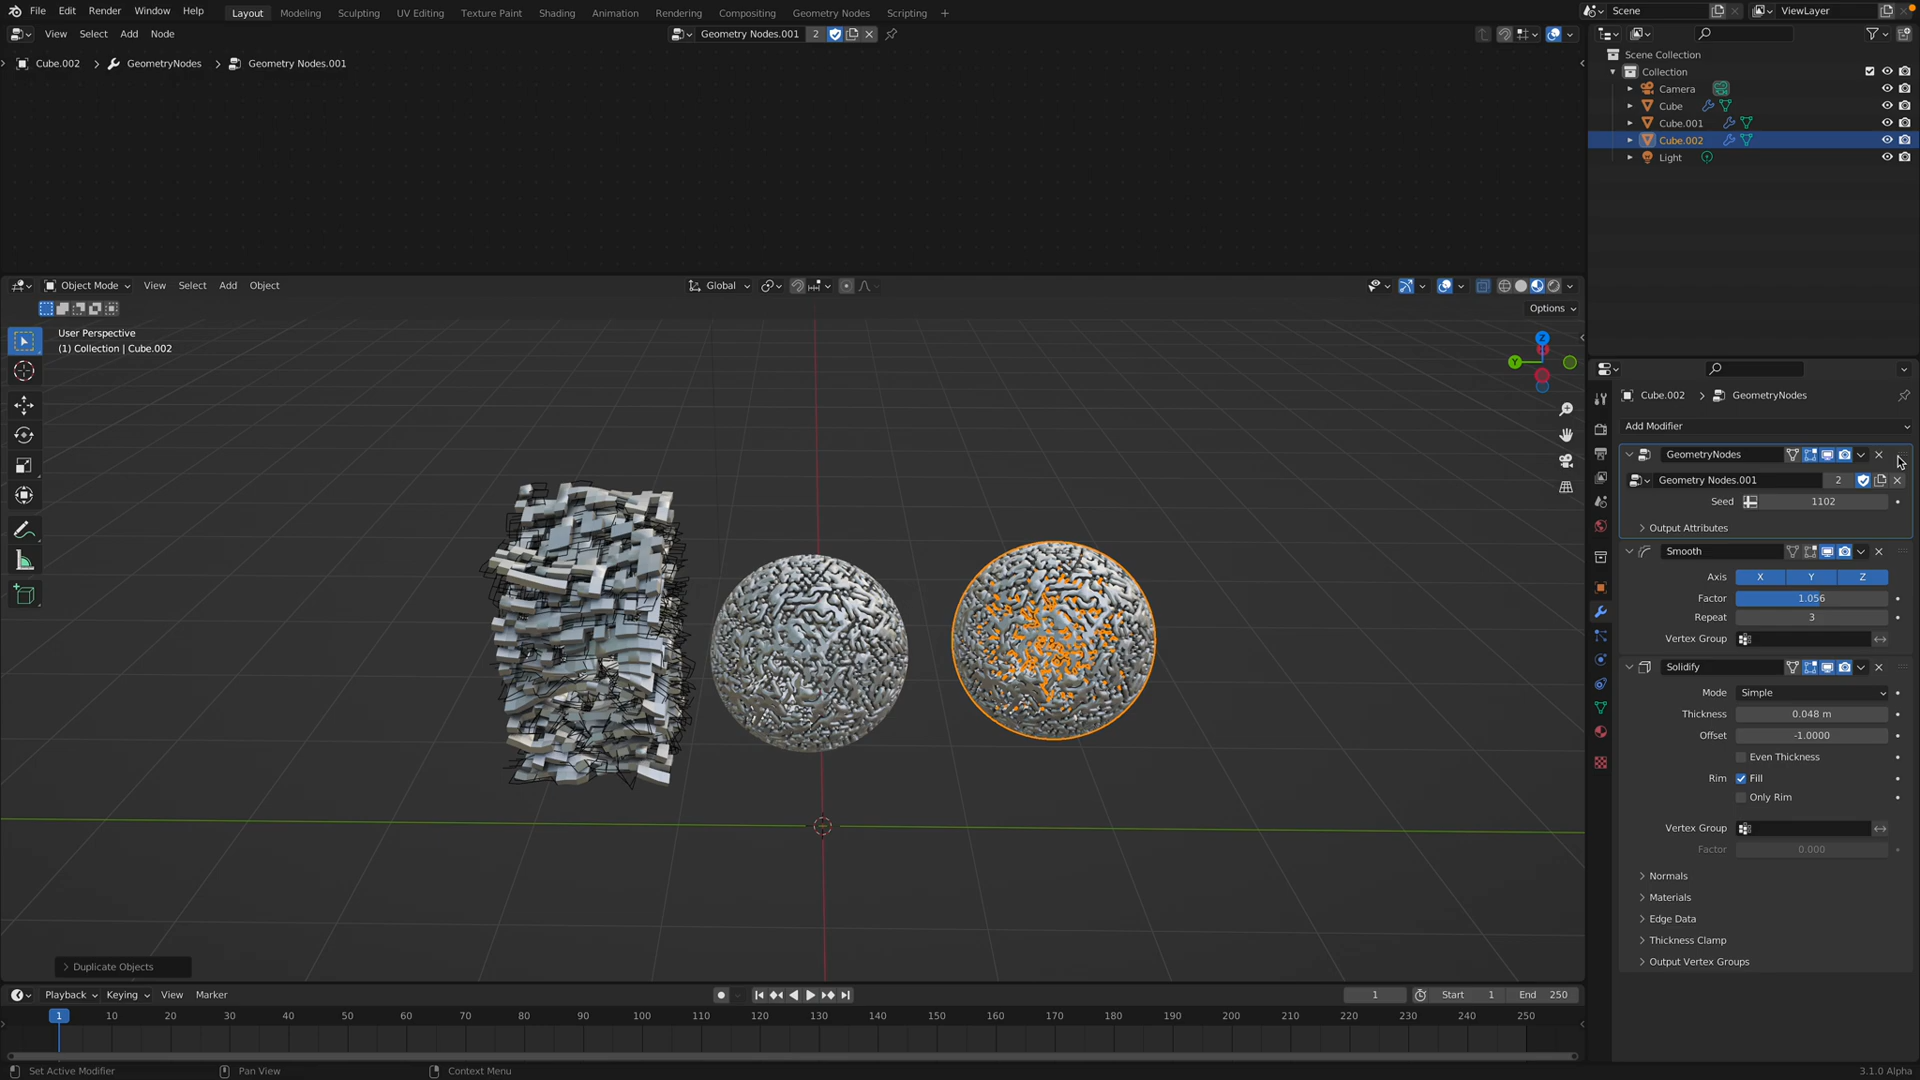 File Edit Render Window Help Layout Modeling Sculpting UV Editing Texture Paint Shading Animation Rendering Compositing Geometry Nodes Scripting + Scene ViewLayer
View Select Add Node Geometry Nodes.001 2
Cube.002 > GeometryNodes > Geometry Nodes.001
Scene Collection
Collection
Camera
Cube
Cube.001
Cube.002
Light
Object Mode View Select Add Object Global
Options
User Perspective
(1) Collection | Cube.002
Z
Y
Cube.002 > GeometryNodes
Add Modifier
GeometryNodes
Geometry Nodes.001 2
Seed 1102
Output Attributes
Smooth
Axis X Y Z
Factor 1.056
Repeat 3
Vertex Group
Solidify
Mode Simple
Thickness 0.048 m
Offset -1.0000
Even Thickness
Rim Fill
Only Rim
Vertex Group
Factor 0.000
Normals
Materials
Edge Data
Thickness Clamp
Output Vertex Groups
Duplicate Objects
Playback Keying View Marker 1 Start 1 End 250
1 10 20 30 40 50 60 70 80 90 100 110 120 130 140 150 160 170 180 190 200 210 220 230 240 250
Set Active Modifier Pan View Context Menu 3.1.0 Alpha